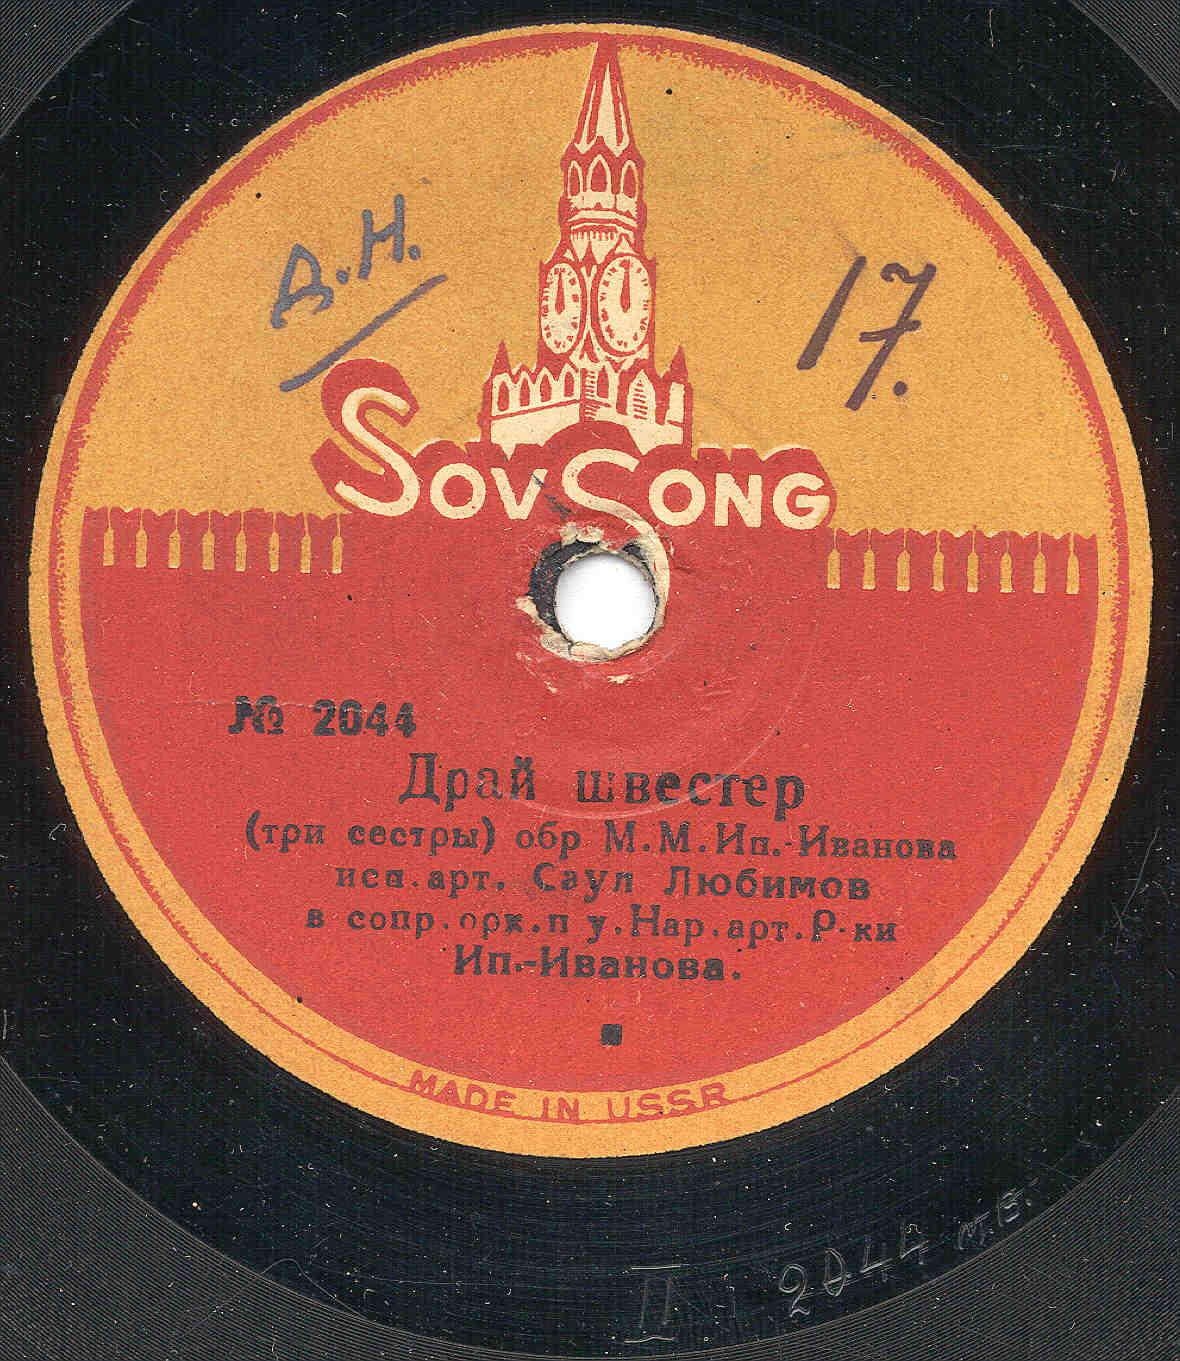 Д.Н.
17.
SOVSONG
№ 2044
Драй швестер
(три сестры) обр М.М.Ип.-Иванова
исп.арт. Саул Любимов
в сопр.орк.п у.Нар.арт.Р-ки
Ип.-Иванова.
MADE IN USSR
II 2044 м.в.